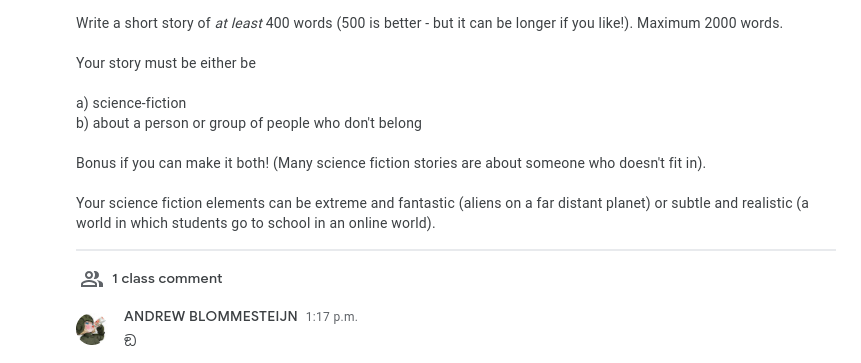 Write a short story of at least 400 words (500 is better - but it can be longer if you like!). Maximum 2000 words.
Your story must be either be
a) science-fiction
b) about a person or group of people who don't belong
Bonus if you can make it both! (Many science fiction stories are about someone who doesn't fit in).
Your science fiction elements can be extreme and fantastic (aliens on a far distant planet) or subtle and realistic (a
world in which students go to school in an online world).
1 class comment
ANDREW BLOMMESTEIJN 1:17 p.m.